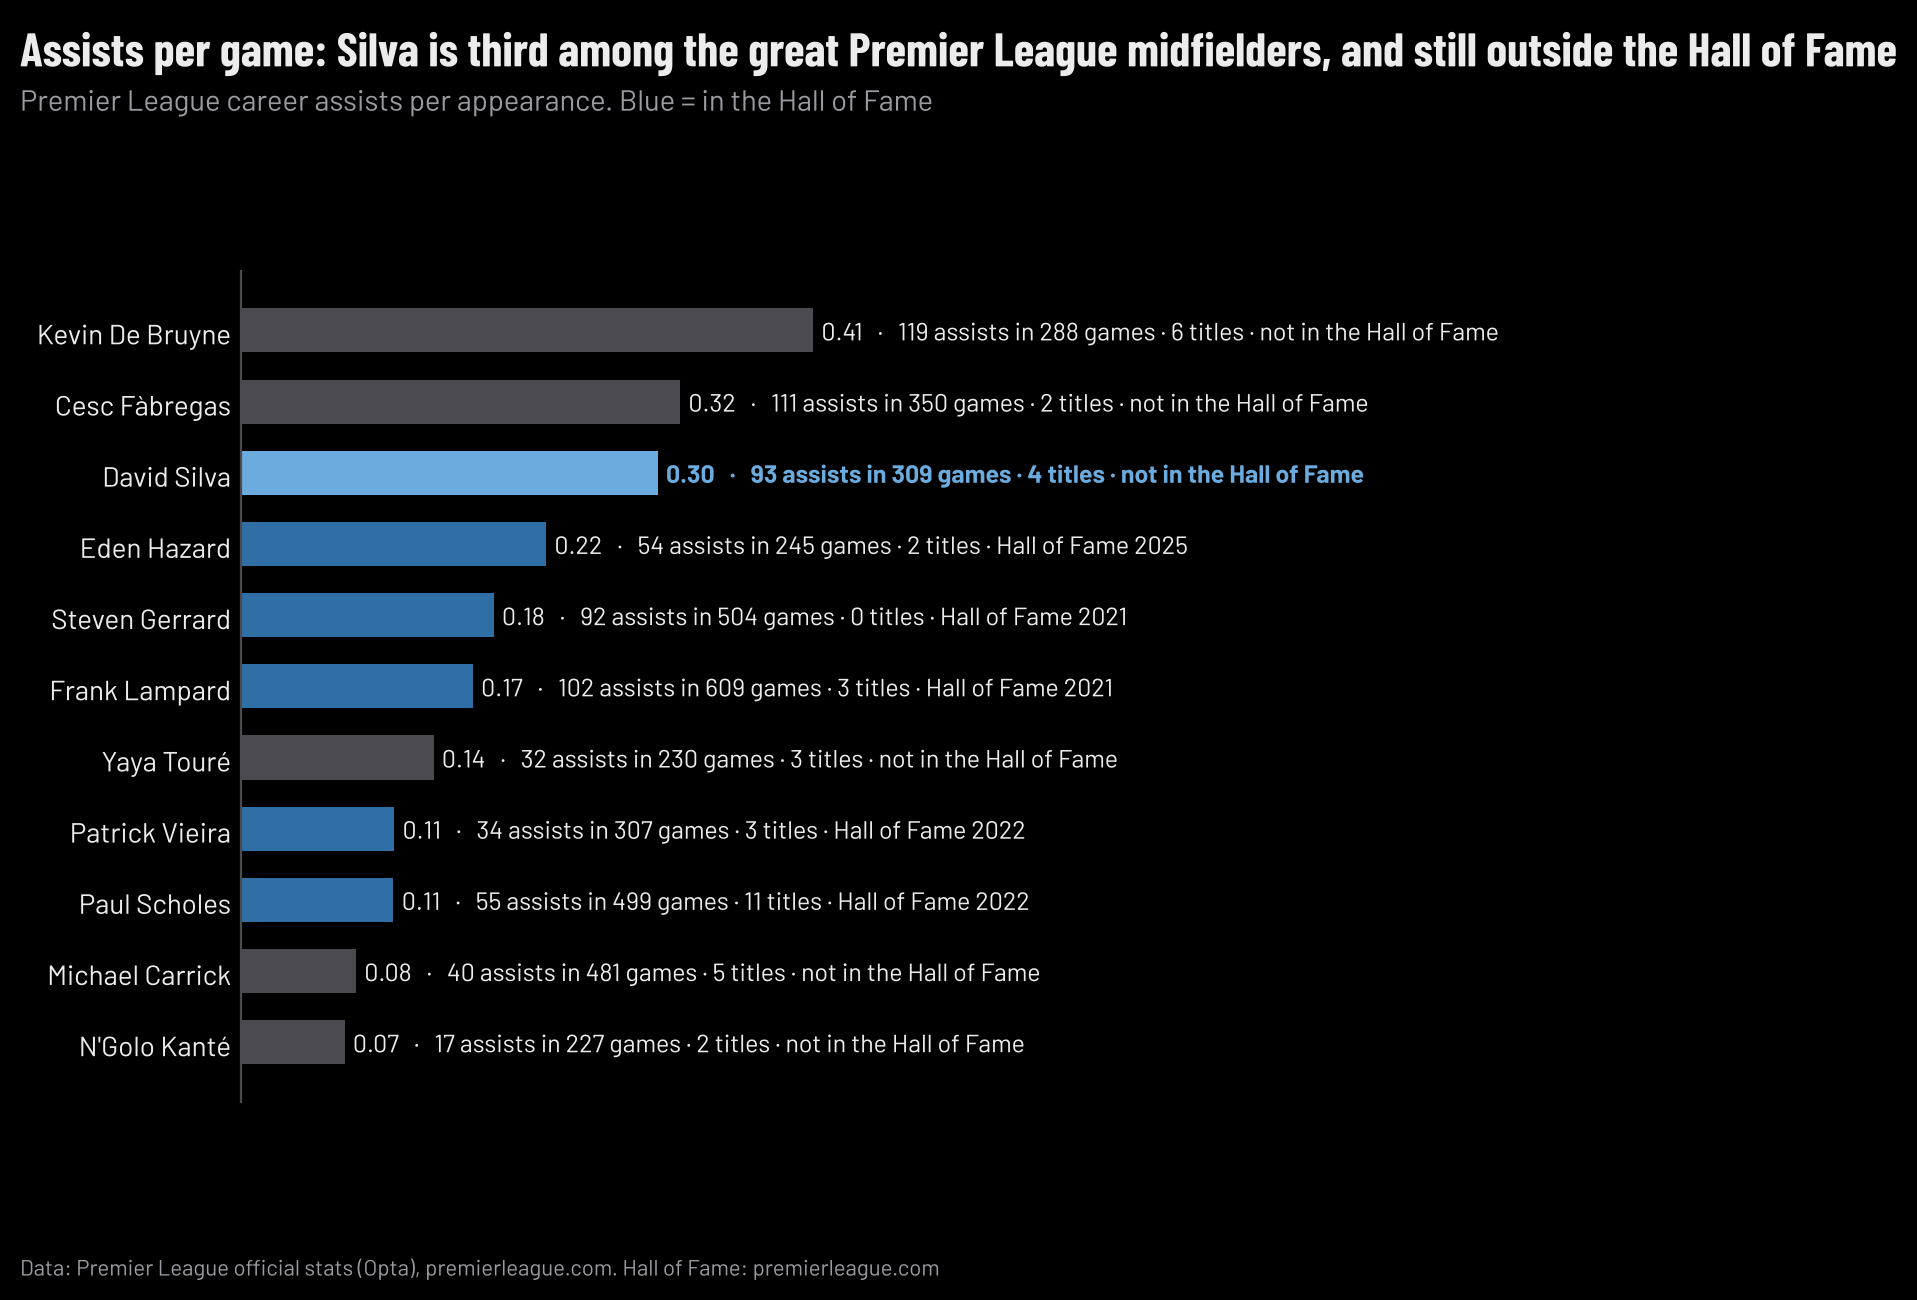 Assists per game: Silva is third among the great Premier League midfielders, and still outside the Hall of Fame
Premier League career assists per appearance. Blue = in the Hall of Fame
Kevin De Bruyne 0.41 · 119 assists in 288 games · 6 titles · not in the Hall of Fame
Cesc Fàbregas 0.32 · 111 assists in 350 games · 2 titles · not in the Hall of Fame
David Silva 0.30 · 93 assists in 309 games · 4 titles · not in the Hall of Fame
Eden Hazard 0.22 · 54 assists in 245 games · 2 titles · Hall of Fame 2025
Steven Gerrard 0.18 · 92 assists in 504 games · 0 titles · Hall of Fame 2021
Frank Lampard 0.17 · 102 assists in 609 games · 3 titles · Hall of Fame 2021
Yaya Touré 0.14 · 32 assists in 230 games · 3 titles · not in the Hall of Fame
Patrick Vieira 0.11 · 34 assists in 307 games · 3 titles · Hall of Fame 2022
Paul Scholes 0.11 · 55 assists in 499 games · 11 titles · Hall of Fame 2022
Michael Carrick 0.08 · 40 assists in 481 games · 5 titles · not in the Hall of Fame
N'Golo Kanté 0.07 · 17 assists in 227 games · 2 titles · not in the Hall of Fame
Data: Premier League official stats (Opta), premierleague.com. Hall of Fame: premierleague.com